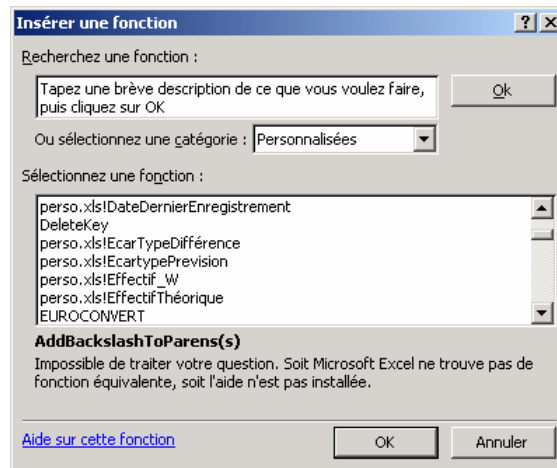 Insérer une fonction
Recherchez une fonction :
Tapez une brève description de ce que vous voulez faire,
puis cliquez sur OK
Ok
Ou sélectionnez une catégorie : Personnalisées
Sélectionnez une fonction :
perso.xls!DateDernierEnregistrement
DeleteKey
perso.xls!EcarTypeDifférence
perso.xls!EcartypePrevision
perso.xls!Effectif_W
perso.xls!EffectifThéorique
EUROCONVERT
AddBackslashToParens(s)
Impossible de traiter votre question. Soit Microsoft Excel ne trouve pas de
fonction équivalente, soit l'aide n'est pas installée.
Aide sur cette fonction
OK
Annuler